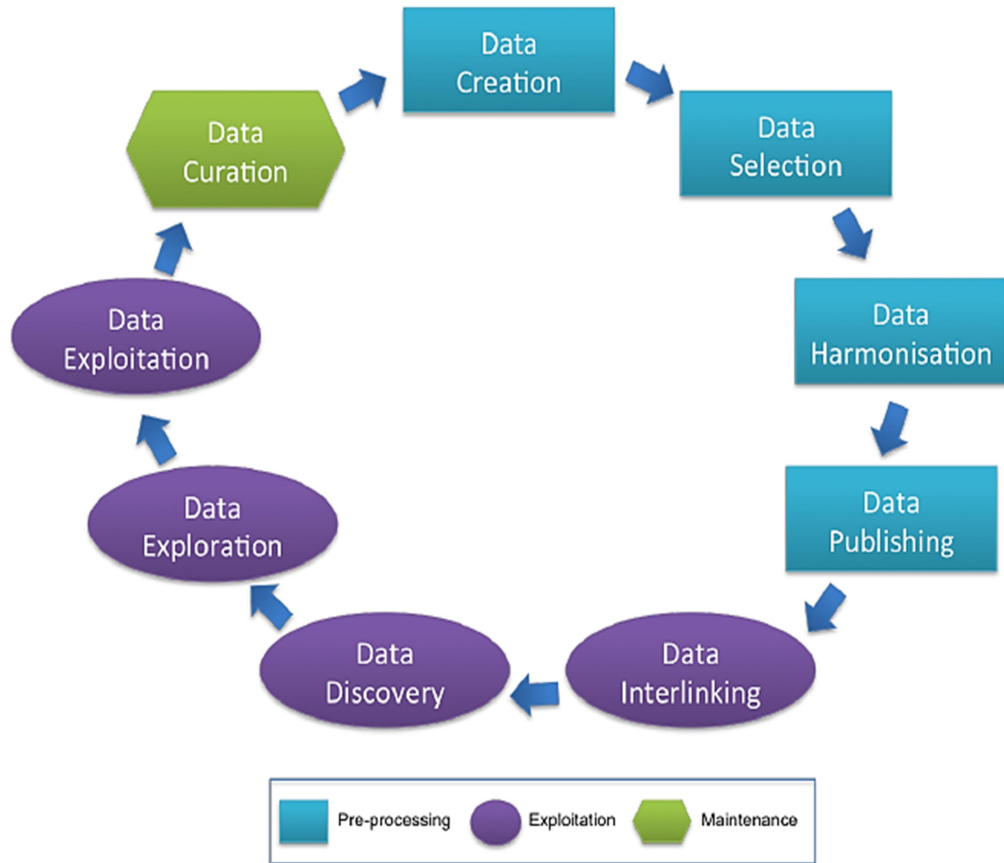 Data
Creation
Data
Selection
Data
Harmonisation
Data
Publishing
Data
Interlinking
Data
Discovery
Data
Exploration
Data
Exploitation
Data
Curation
Pre-processing
Exploitation
Maintenance